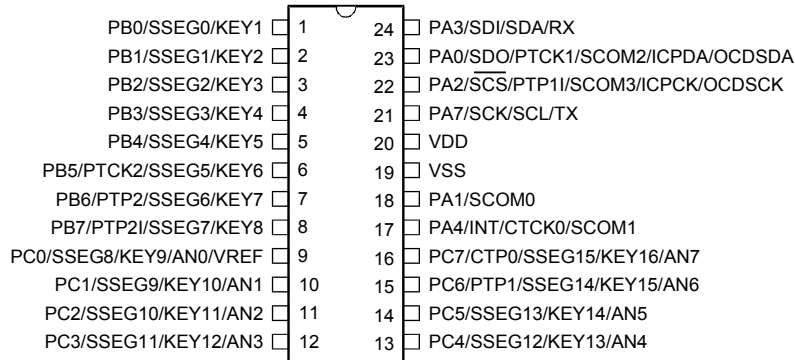 PB0/SSEG0/KEY1 1 24 PA3/SDI/SDA/RX
PB1/SSEG1/KEY2 2 23 PA0/SDO/PTCK1/SCOM2/ICPDA/OCDSDA
PB2/SSEG2/KEY3 3 22 PA2/SCS/PTP1I/SCOM3/ICPCK/OCDSCK
PB3/SSEG3/KEY4 4 21 PA7/SCK/SCL/TX
PB4/SSEG4/KEY5 5 20 VDD
PB5/PTCK2/SSEG5/KEY6 6 19 VSS
PB6/PTP2/SSEG6/KEY7 7 18 PA1/SCOM0
PB7/PTP2I/SSEG7/KEY8 8 17 PA4/INT/CTCK0/SCOM1
PC0/SSEG8/KEY9/AN0/VREF 9 16 PC7/CTP0/SSEG15/KEY16/AN7
PC1/SSEG9/KEY10/AN1 10 15 PC6/PTP1/SSEG14/KEY15/AN6
PC2/SSEG10/KEY11/AN2 11 14 PC5/SSEG13/KEY14/AN5
PC3/SSEG11/KEY12/AN3 12 13 PC4/SSEG12/KEY13/AN4